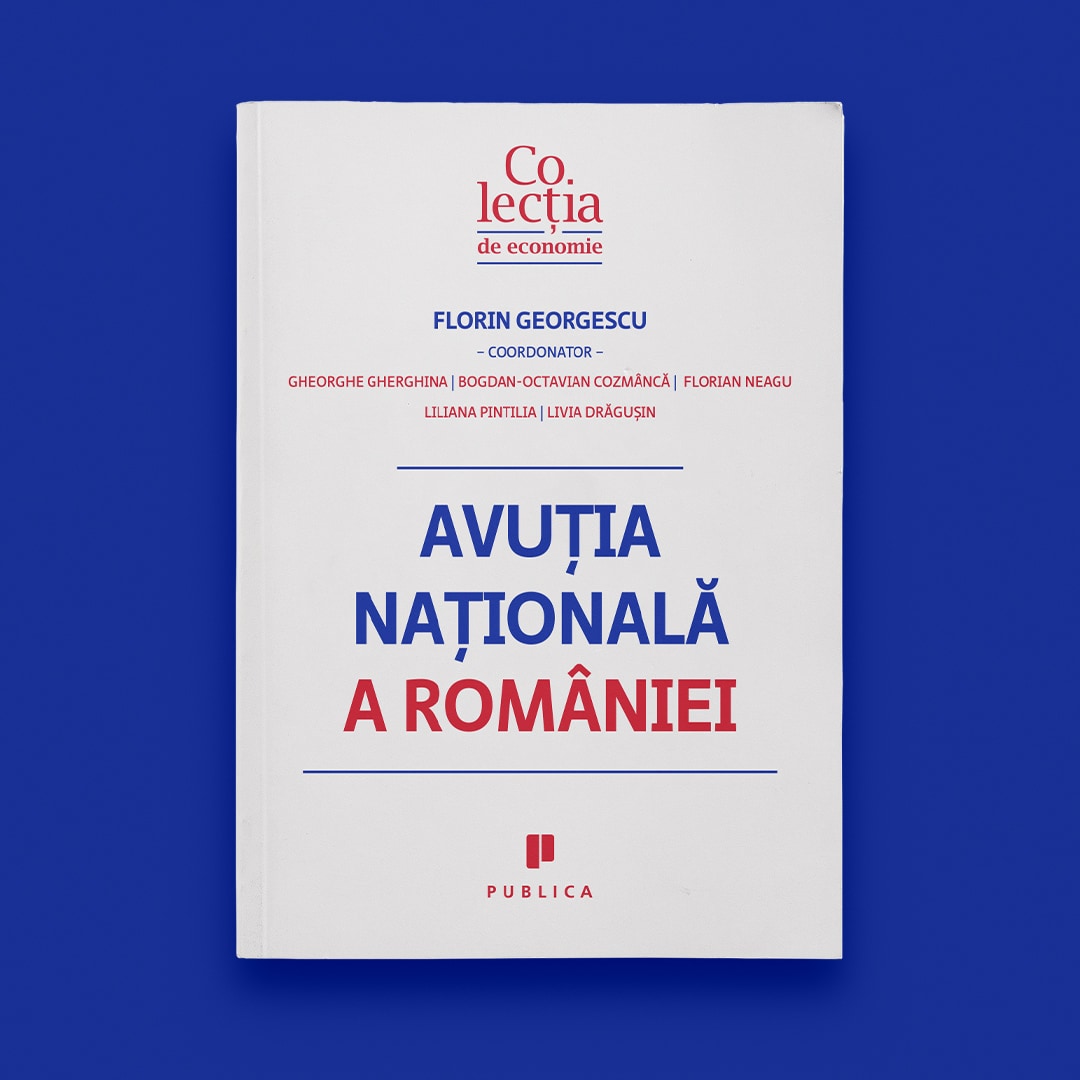 Co.
lecția
de economie
FLORIN GEORGESCU
– COORDONATOR –
GHEORGHE GHERGHINA | BOGDAN-OCTAVIAN COZMÂNCĂ | FLORIAN NEAGU
LILIANA PINTILIA | LIVIA DRĂGUȘIN
AVUȚIA
NAȚIONALĂ
A ROMÂNIEI
PUBLICA